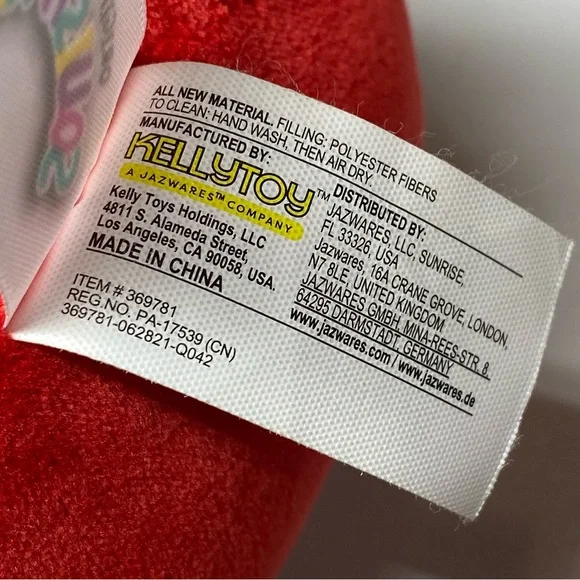 ALL NEW MATERIAL. FILLING: POLYESTER FIBERS
TO CLEAN: HAND WASH, THEN AIR DRY.
MANUFACTURED BY:
KELLYTOY™
A JAZWARES™ COMPANY
Kelly Toys Holdings, LLC
4811 S. Alameda Street,
Los Angeles, CA 90058, USA.
MADE IN CHINA
ITEM # 369781
REG.NO. PA-17539 (CN)
369781-062821-Q042
DISTRIBUTED BY:
JAZWARES, LLC, SUNRISE,
FL 33326, USA
Jazwares, 16A CRANE GROVE, LONDON,
N7 8LE, UNITED KINGDOM
JAZWARES GMBH, MINA-REES-STR. 8,
64295 DARMSTADT, GERMANY
www.jazwares.com / www.jazwares.de